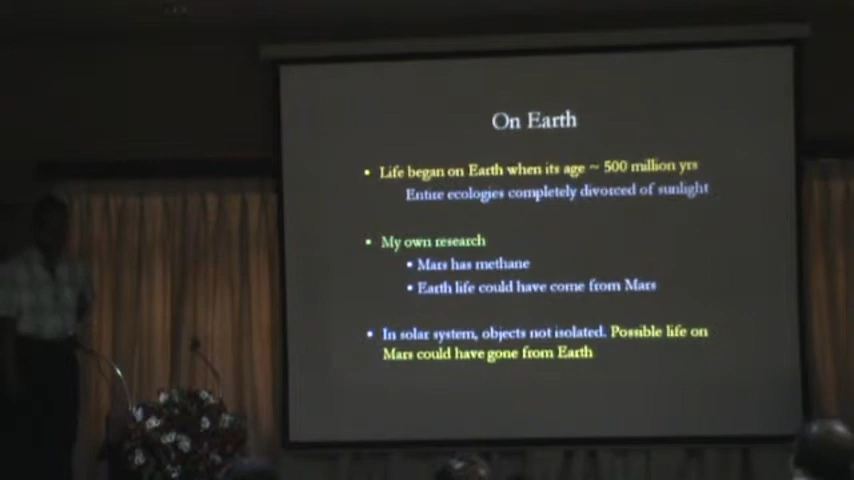 On Earth
• Life began on Earth when its age ~ 500 million yrs
Entire ecologies completely divorced of sunlight
• My own research
• Mars has methane
• Earth life could have come from Mars
• In solar system, objects not isolated. Possible life on
Mars could have gone from Earth